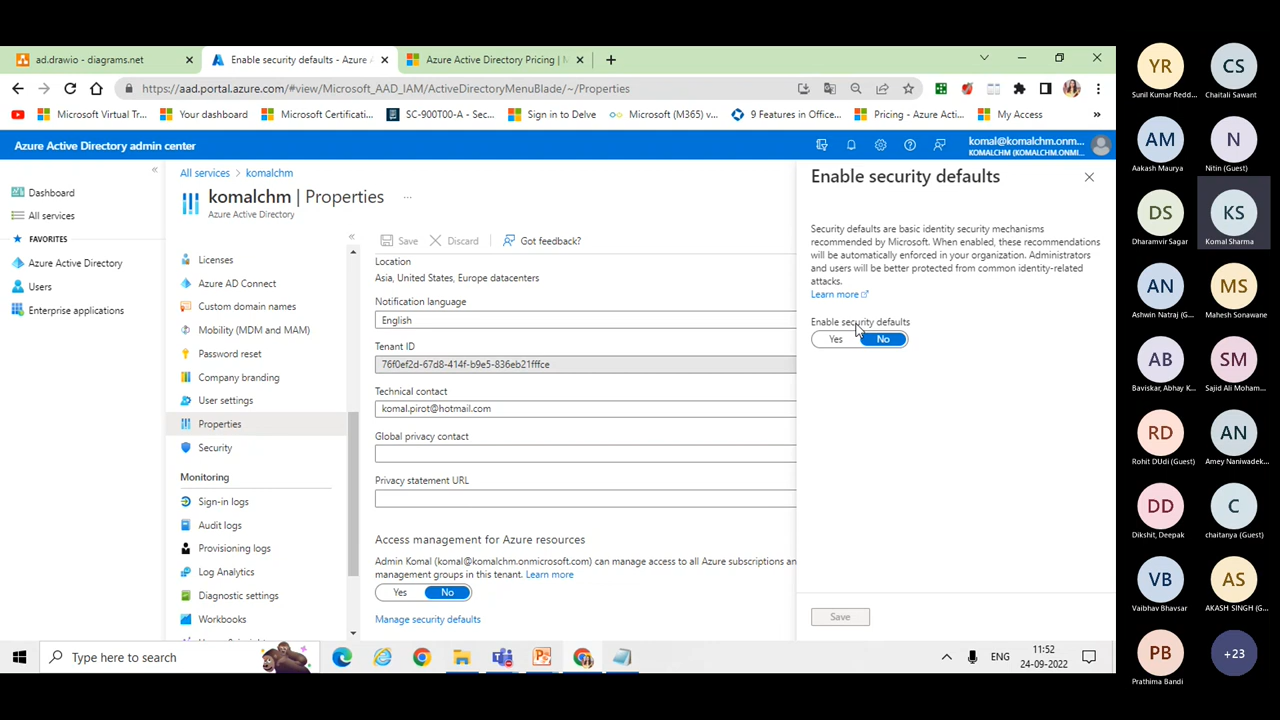 ad.drawio - diagrams.net
Enable security defaults - Azure A
Azure Active Directory Pricing | M
https://aad.portal.azure.com/#view/Microsoft_AAD_IAM/ActiveDirectoryMenuBlade/~/Properties
Microsoft Virtual Tr...
Your dashboard
Microsoft Certificati...
SC-900T00-A - Sec...
Sign in to Delve
Microsoft (M365) v...
9 Features in Office...
Pricing - Azure Acti...
My Access
»
Azure Active Directory admin center
komal@komalchm.onm...
KOMALCHM (KOMALCHM.ONMI...
Dashboard
All services
FAVORITES
Azure Active Directory
Users
Enterprise applications
All services > komalchm
komalchm | Properties ...
Azure Active Directory
Licenses
Azure AD Connect
Custom domain names
Mobility (MDM and MAM)
Password reset
Company branding
User settings
Properties
Security
Monitoring
Sign-in logs
Audit logs
Provisioning logs
Log Analytics
Diagnostic settings
Workbooks
Save
Discard
Got feedback?
Location
Asia, United States, Europe datacenters
Notification language
English
Tenant ID
76f0ef2d-67d8-414f-b9e5-836eb21fffce
Technical contact
komal.pirot@hotmail.com
Global privacy contact
Privacy statement URL
Access management for Azure resources
Admin Komal (komal@komalchm.onmicrosoft.com) can manage access to all Azure subscriptions an
management groups in this tenant. Learn more
Yes No
Manage security defaults
Enable security defaults
Security defaults are basic identity security mechanisms
recommended by Microsoft. When enabled, these recommendations
will be automatically enforced in your organization. Administrators
and users will be better protected from common identity-related
attacks.
Learn more
Enable security defaults
Yes No
Save
Type here to search
ENG
11:52
24-09-2022
YR
Sunil Kumar Redd...
CS
Chaitali Sawant
AM
Aakash Maurya
N
Nitin (Guest)
DS
Dharamvir Sagar
KS
Komal Sharma
AN
Ashwin Natraj (G...
MS
Mahesh Sonawane
AB
Baviskar, Abhay K...
SM
Sajid Ali Moham...
RD
Rohit DUdi (Guest)
AN
Amey Naniwadek...
DD
Dikshit, Deepak
C
chaitanya (Guest)
VB
Vaibhav Bhavsar
AS
AKASH SINGH (G...
PB
Prathima Bandi
+23